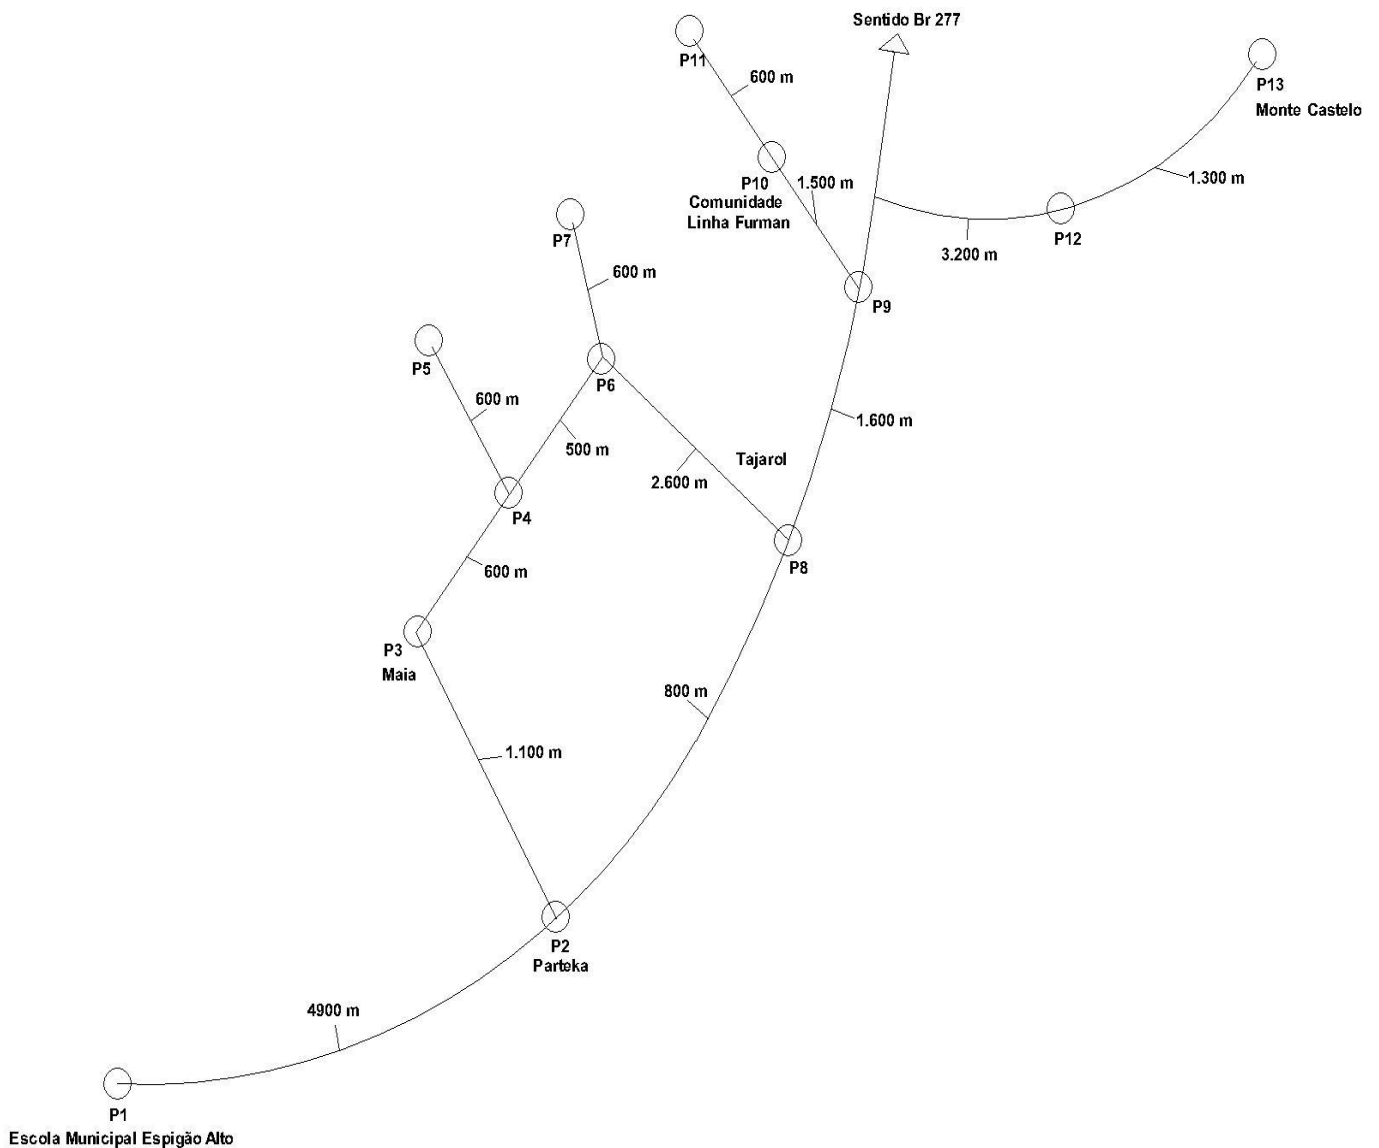 Sentido Br 277
P11
600 m
P13
Monte Castelo
P10
Comunidade
Linha Furman
1.500 m
1.300 m
P12
3.200 m
P7
600 m
P9
P5
600 m
P6
500 m
1.600 m
Tajarol
2.600 m
P4
600 m
P8
P3
Maia
800 m
1.100 m
P2
Parteka
4900 m
P1
Escola Municipal Espigão Alto